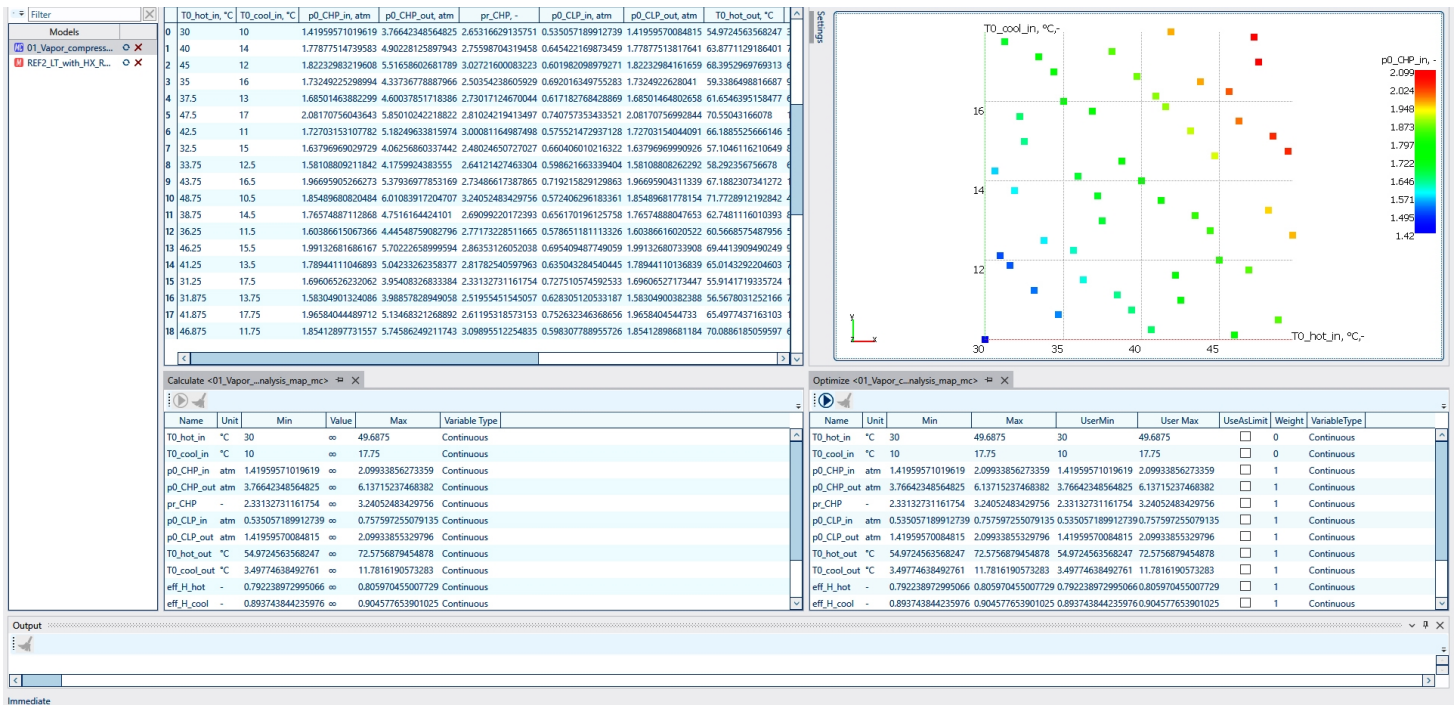 Filter
Models
01_Vapor_compress...
REF2_LT_with_HX_R...
T0_hot_in, °C T0_cool_in, °C p0_CHP_in, atm p0_CHP_out, atm pr_CHP, - p0_CLP_in, atm p0_CLP_out, atm T0_hot_out, °C
0 30 10 1.41959571019619 3.76642348564825 2.65316629135751 0.535057189912739 1.41959570084815 54.9724563568247
1 40 14 1.77877514739583 4.90228125897943 2.75598704319458 0.645422169873459 1.77877513817641 63.8771129186401
2 45 12 1.82232983219608 5.51658602681789 3.02721600083223 0.601982098979271 1.82232984161659 68.3952969769313
3 35 16 1.73249225298994 4.33736778887966 2.50354238605929 0.692016349755283 1.7324922628041 59.3386498816687
4 37.5 13 1.68501463882299 4.60037851718386 2.73017124670044 0.617182768428869 1.68501464802658 61.6546395158477
5 47.5 17 2.08170756043643 5.85010242218822 2.81024219413497 0.740757353433521 2.08170756992844 70.55043166078
6 42.5 11 1.72703153107782 5.18249633815974 3.00081164987498 0.575521472937128 1.72703154044091 66.1885525666146
7 32.5 15 1.63796969029729 4.06256860337442 2.48024650727027 0.660406010216322 1.63796969990926 57.1046116210649
8 33.75 12.5 1.58108809211842 4.1759924383555 2.64121427463304 0.598621663339404 1.58108808262292 58.292356756678
9 43.75 16.5 1.96695905266273 5.37936977853169 2.73486617387865 0.719215829129863 1.96695904311339 67.1882307341272
10 48.75 10.5 1.85489680820484 6.01083917204707 3.24052483429756 0.572406296183361 1.85489681778154 71.7728912192842
11 38.75 14.5 1.76574887112868 4.7516164424101 2.69099220172393 0.656170196125758 1.76574888047653 62.7481116010393
12 36.25 11.5 1.60386615067366 4.44548759082796 2.77173228511665 0.578651181113326 1.60386616020522 60.5668575487956
13 46.25 15.5 1.99132681686167 5.70222658999594 2.86353126052038 0.695409487749059 1.99132680733908 69.4413909490249
14 41.25 13.5 1.78944111046893 5.04233262358377 2.81782540597963 0.635043284540445 1.78944110136839 65.0143292204603
15 31.25 17.5 1.69606526232062 3.95408326833384 2.33132731161754 0.727510574592533 1.69606527173447 55.9141719335724
16 31.875 13.75 1.58304901324086 3.98857828949058 2.51955451545057 0.628305120533187 1.58304900382388 56.5678031252166
17 41.875 17.75 1.96584044489712 5.13468321268892 2.61195318573153 0.752632346368656 1.9658404544733 65.4977437163103
18 46.875 11.75 1.85412897731557 5.74586249211743 3.09895512254835 0.598307788955726 1.85412898681184 70.0886185059597
Settings
T0_cool_in, °C,-
16
14
12
30 35 40 45
T0_hot_in, °C,-
y
z x
p0_CHP_in, -
2.099
2.024
1.948
1.873
1.797
1.722
1.646
1.571
1.495
1.42
Calculate <01_Vapor_...nalysis_map_mc>
Name Unit Min Value Max Variable Type
T0_hot_in °C 30 ∞ 49.6875 Continuous
T0_cool_in °C 10 ∞ 17.75 Continuous
p0_CHP_in atm 1.41959571019619 ∞ 2.09933856273359 Continuous
p0_CHP_out atm 3.76642348564825 ∞ 6.13715237468382 Continuous
pr_CHP - 2.33132731161754 ∞ 3.24052483429756 Continuous
p0_CLP_in atm 0.535057189912739 ∞ 0.757597255079135 Continuous
p0_CLP_out atm 1.41959570084815 ∞ 2.09933855329796 Continuous
T0_hot_out °C 54.9724563568247 ∞ 72.5756879454878 Continuous
T0_cool_out °C 3.49774638492761 ∞ 11.7816190573283 Continuous
eff_H_hot - 0.792238972995066 ∞ 0.805970455007729 Continuous
eff_H_cool - 0.893743844235976 ∞ 0.904577653901025 Continuous
Optimize <01_Vapor_c...nalysis_map_mc>
Name Unit Min Max UserMin User Max UseAsLimit Weight VariableType
T0_hot_in °C 30 49.6875 30 49.6875 0 Continuous
T0_cool_in °C 10 17.75 10 17.75 0 Continuous
p0_CHP_in atm 1.41959571019619 2.09933856273359 1.41959571019619 2.09933856273359 1 Continuous
p0_CHP_out atm 3.76642348564825 6.13715237468382 3.76642348564825 6.13715237468382 1 Continuous
pr_CHP - 2.33132731161754 3.24052483429756 2.33132731161754 3.24052483429756 1 Continuous
p0_CLP_in atm 0.535057189912739 0.757597255079135 0.535057189912739 0.757597255079135 1 Continuous
p0_CLP_out atm 1.41959570084815 2.09933855329796 1.41959570084815 2.09933855329796 1 Continuous
T0_hot_out °C 54.9724563568247 72.5756879454878 54.9724563568247 72.5756879454878 1 Continuous
T0_cool_out °C 3.49774638492761 11.7816190573283 3.49774638492761 11.7816190573283 1 Continuous
eff_H_hot - 0.792238972995066 0.805970455007729 0.792238972995066 0.805970455007729 1 Continuous
eff_H_cool - 0.893743844235976 0.904577653901025 0.893743844235976 0.904577653901025 1 Continuous
Output
Immediate